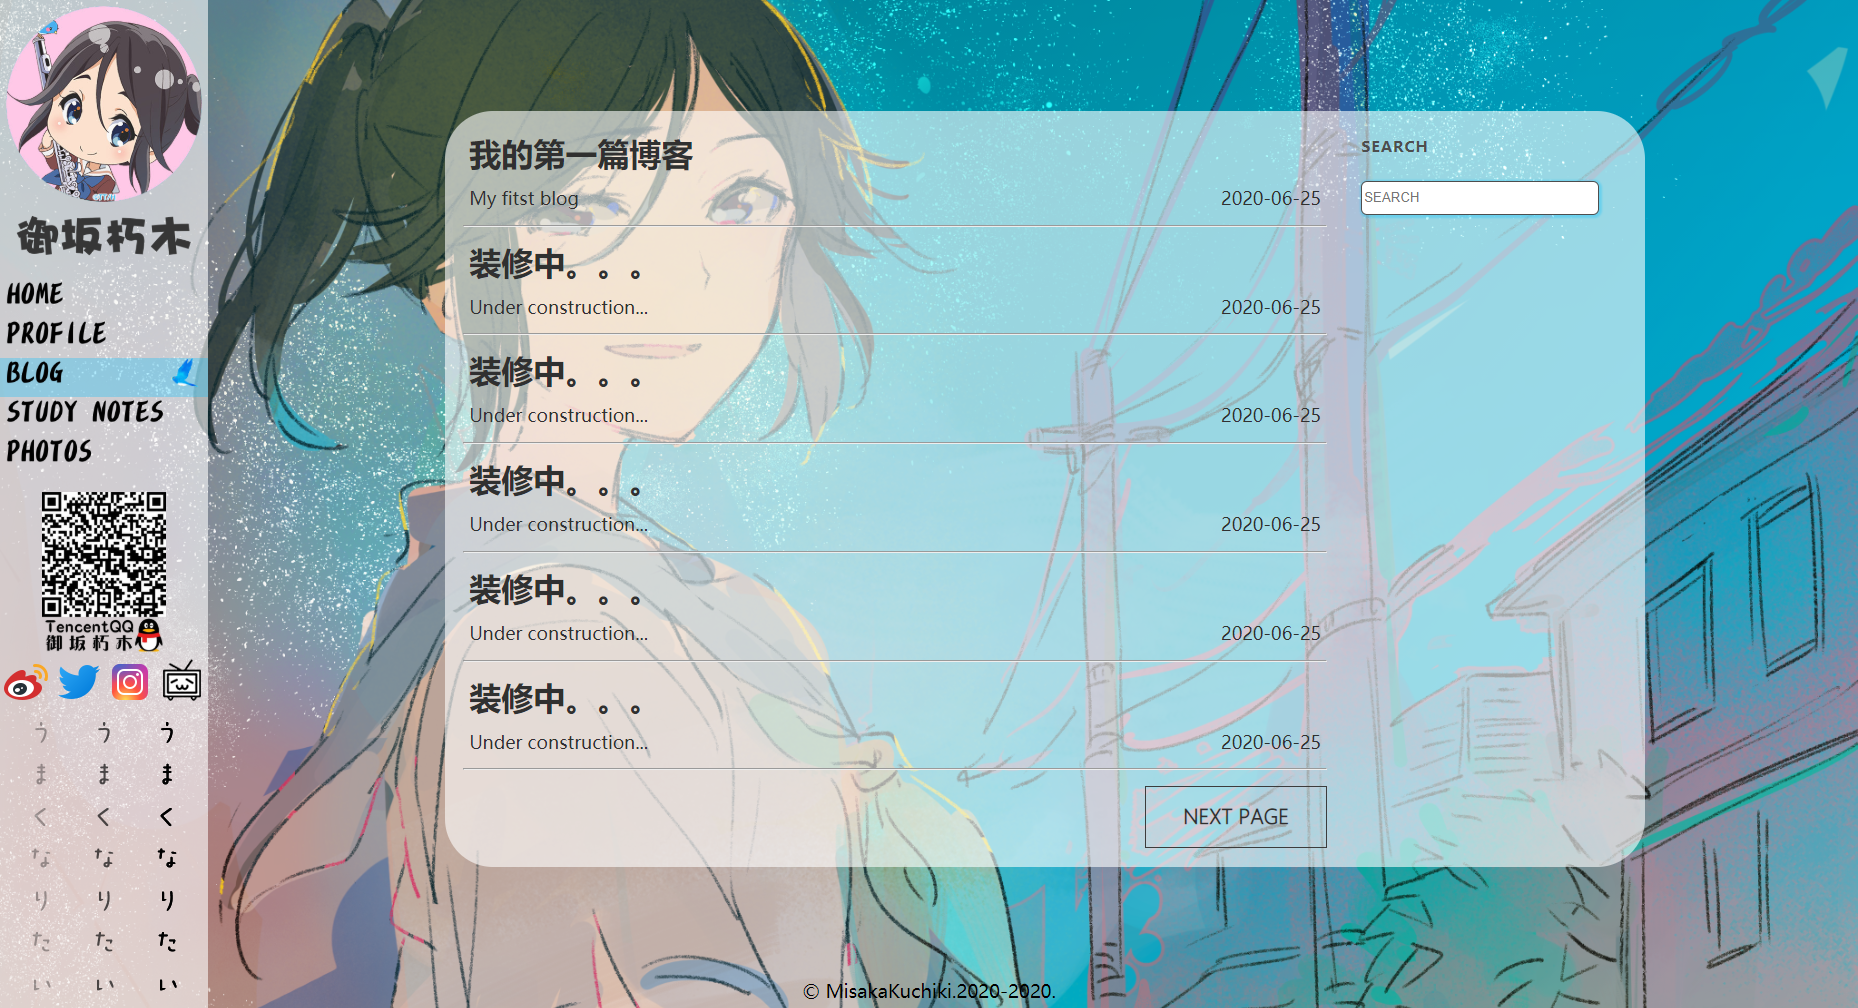 御坂朽木
HOME
PROFILE
BLOG
STUDY NOTES
PHOTOS
TencentQQ
御坂朽木
う う う
ま ま ま
く く く
な な な
り り り
た た た
い い い
我的第一篇博客
My fitst blog 2020-06-25
装修中。。。
Under construction... 2020-06-25
装修中。。。
Under construction... 2020-06-25
装修中。。。
Under construction... 2020-06-25
装修中。。。
Under construction... 2020-06-25
装修中。。。
Under construction... 2020-06-25
NEXT PAGE
SEARCH
SEARCH
© MisakaKuchiki.2020-2020.